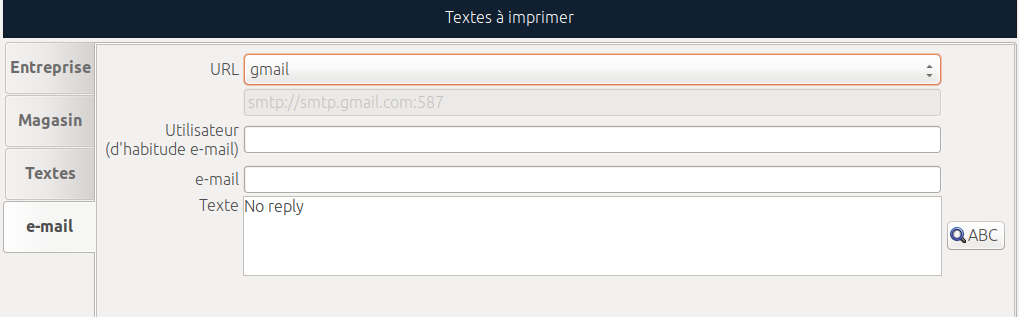 Textes à imprimer
Entreprise
Magasin
Textes
e-mail
URL
gmail
smtp://smtp.gmail.com:587
Utilisateur
(d'habitude e-mail)
e-mail
Texte
No reply
ABC